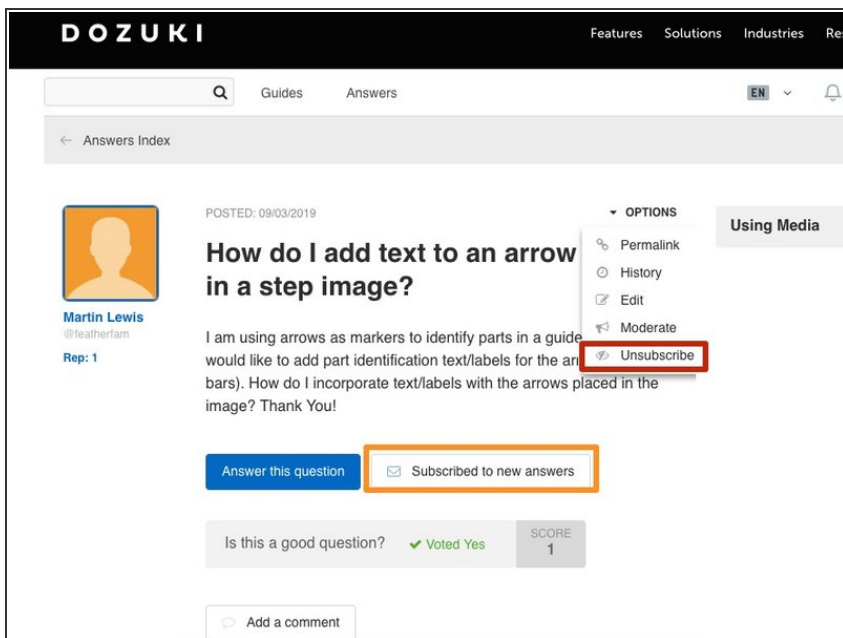 DOZUKI
Features Solutions Industries
Guides Answers EN
← Answers Index
POSTED: 09/03/2019
OPTIONS
Permalink
History
Edit
Moderate
Unsubscribe
Using Media
How do I add text to an arrow
in a step image?
Martin Lewis
@featherfam
Rep: 1
I am using arrows as markers to identify parts in a guide
would like to add part identification text/labels for the
bars). How do I incorporate text/labels with the arrows placed in the
image? Thank You!
Answer this question
Subscribed to new answers
Is this a good question?
Voted Yes
SCORE
1
Add a comment